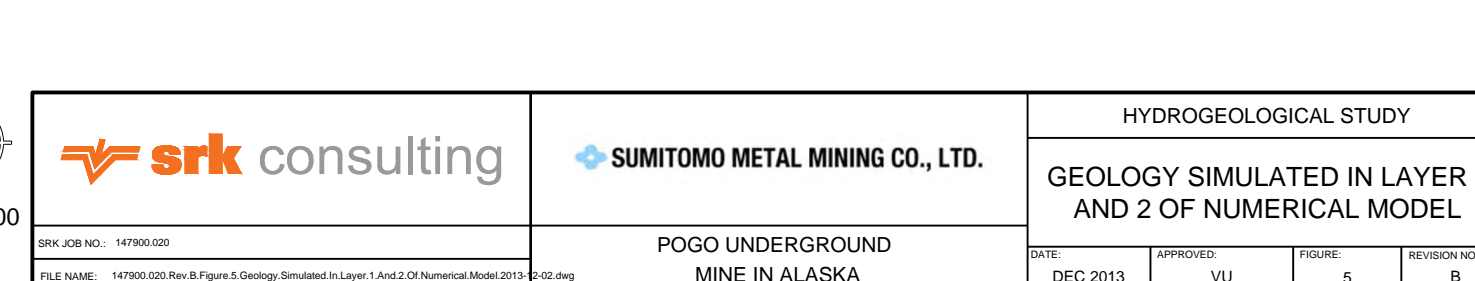 srk consulting
SUMITOMO METAL MINING CO., LTD.
HYDROGEOLOGICAL STUDY
GEOLOGY SIMULATED IN LAYER
AND 2 OF NUMERICAL MODEL
00
SRK JOB NO.: 147900.020
FILE NAME: 147900.020.Rev.B.Figure.5.Geology.Simulated.In.Layer.1.And.2.Of.Numerical.Model.2013-12-02.dwg
POGO UNDERGROUND
MINE IN ALASKA
DATE:
DEC 2013
APPROVED:
VU
FIGURE:
5
REVISION NO
B